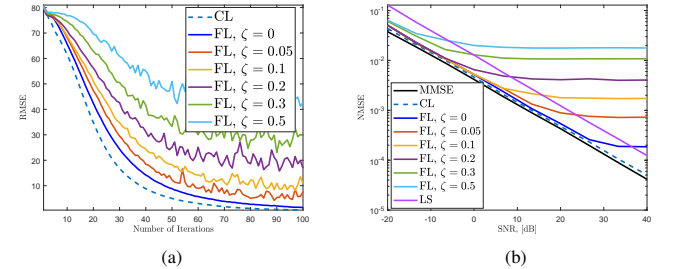 80
70
60
50
40
30
20
10
RMSE
10 20 30 40 50 60 70 80 90 100
Number of Iterations
CL
FL, ζ = 0
FL, ζ = 0.05
FL, ζ = 0.1
FL, ζ = 0.2
FL, ζ = 0.3
FL, ζ = 0.5
(a)
10⁻¹
10⁻²
10⁻³
10⁻⁴
10⁻⁵
NMSE
-20 -10 0 10 20 30 40
SNR, [dB]
MMSE
CL
FL, ζ = 0
FL, ζ = 0.05
FL, ζ = 0.1
FL, ζ = 0.2
FL, ζ = 0.3
FL, ζ = 0.5
LS
(b)